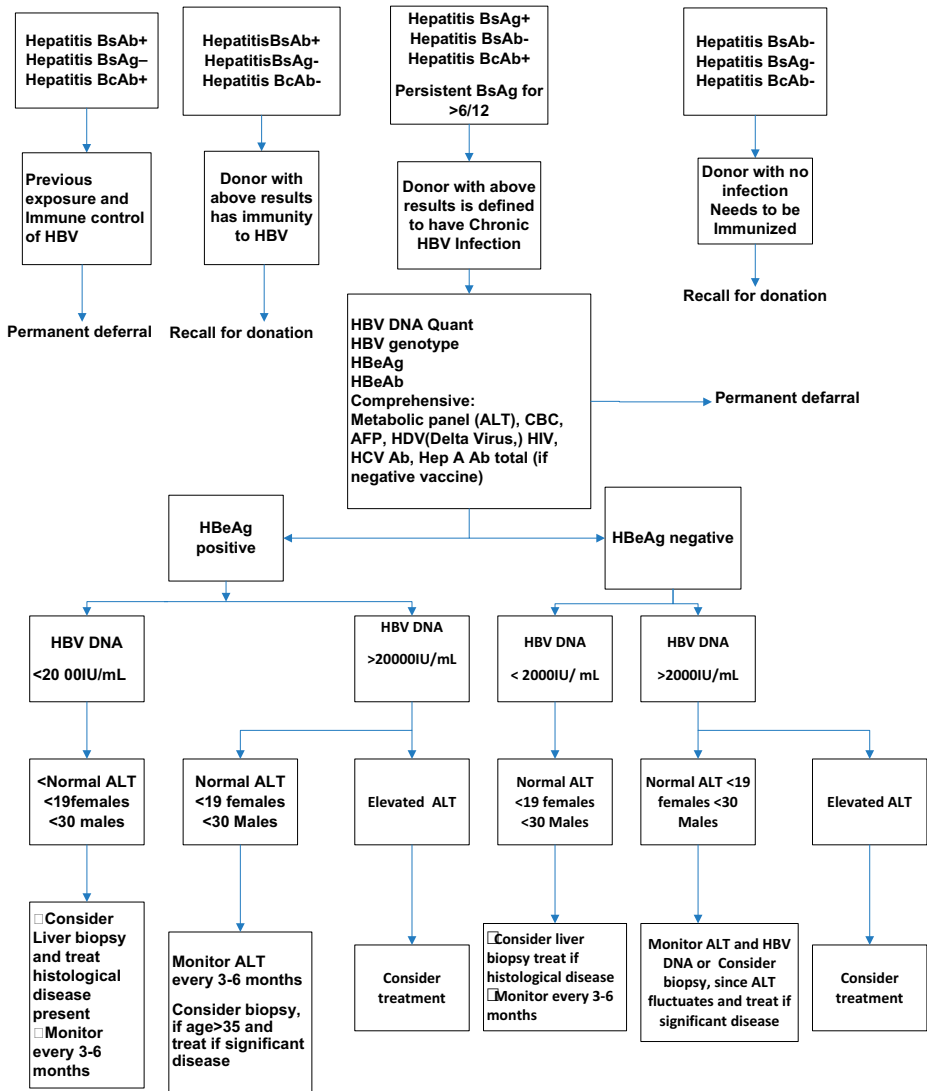 Hepatitis BsAb+
Hepatitis BsAg–
Hepatitis BcAb+
HepatitisBsAb+
HepatitisBsAg-
Hepatitis BcAb-
Hepatitis BsAg+
Hepatitis BsAb-
Hepatitis BcAb+
Persistent BsAg for
>6/12
Hepatitis BsAb-
Hepatitis BsAg-
Hepatitis BcAb-
Previous
exposure and
Immune control
of HBV
Donor with
above results
has immunity
to HBV
Donor with above
results is defined
to have Chronic
HBV Infection
Donor with no
infection
Needs to be
Immunized
Permanent deferral
Recall for donation
Recall for donation
HBV DNA Quant
HBV genotype
HBeAg
HBeAb
Comprehensive:
Metabolic panel (ALT), CBC,
AFP, HDV(Delta Virus,) HIV,
HCV Ab, Hep A Ab total (if
negative vaccine)
Permanent defarral
HBeAg
positive
HBeAg negative
HBV DNA
<20 00IU/mL
HBV DNA
>20000IU/mL
HBV DNA
< 2000IU/ mL
HBV DNA
>2000IU/mL
<Normal ALT
<19females
<30 males
Normal ALT
<19 females
<30 Males
Elevated ALT
Normal ALT
<19 females
<30 Males
Normal ALT <19
females <30
Males
Elevated ALT
□Consider
Liver biopsy
and treat
histological
disease
present
□Monitor
every 3-6
months
Monitor ALT
every 3-6 months
Consider biopsy,
if age>35 and
treat if significant
disease
Consider
treatment
□Consider liver
biopsy treat if
histological disease
□Monitor every 3-6
months
Monitor ALT and HBV
DNA or Consider
biopsy, since ALT
fluctuates and treat if
significant disease
Consider
treatment